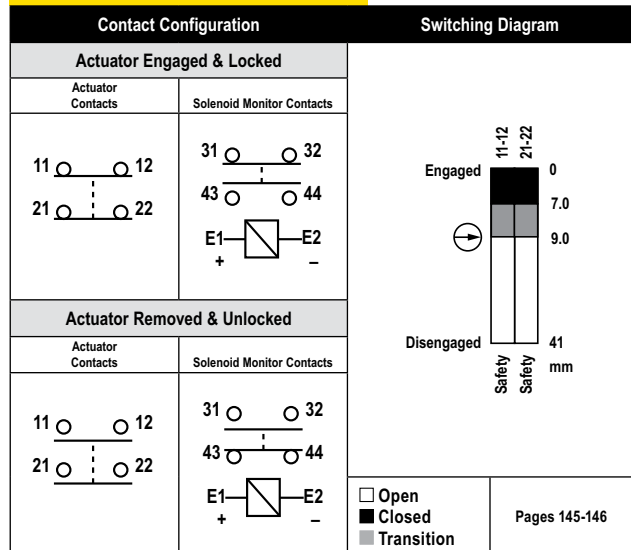 Contact Configuration
Switching Diagram
Actuator Engaged & Locked
Actuator
Contacts
Solenoid Monitor Contacts
11 12
21 22
31 32
43 44
E1 E2
+ –
Actuator Removed & Unlocked
Actuator
Contacts
Solenoid Monitor Contacts
11 12
21 22
31 32
43 44
E1 E2
+ –
11-12
21-22
Engaged 0
7.0
9.0
Disengaged 41
mm
Safety
Safety
Open
Closed
Transition
Pages 145-146